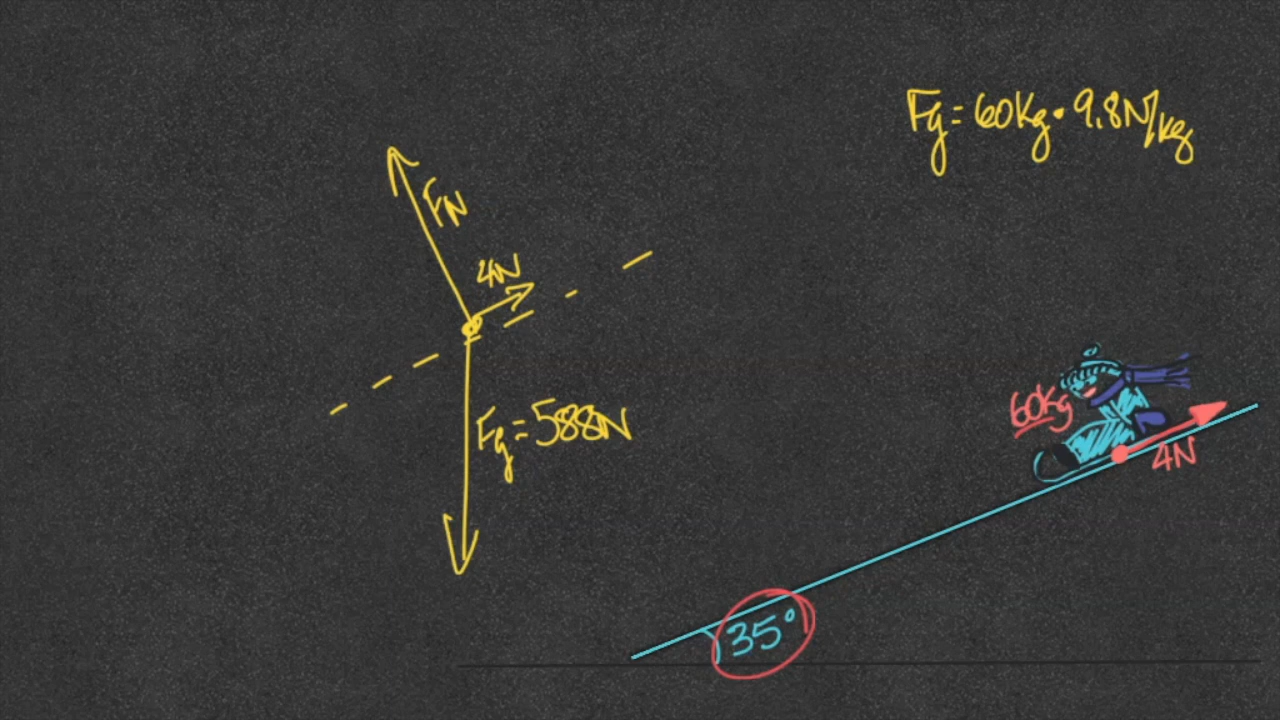 Fg = 60kg · 9.8N/kg
FN
4N
Fg = 588N
60kg
4N
35°